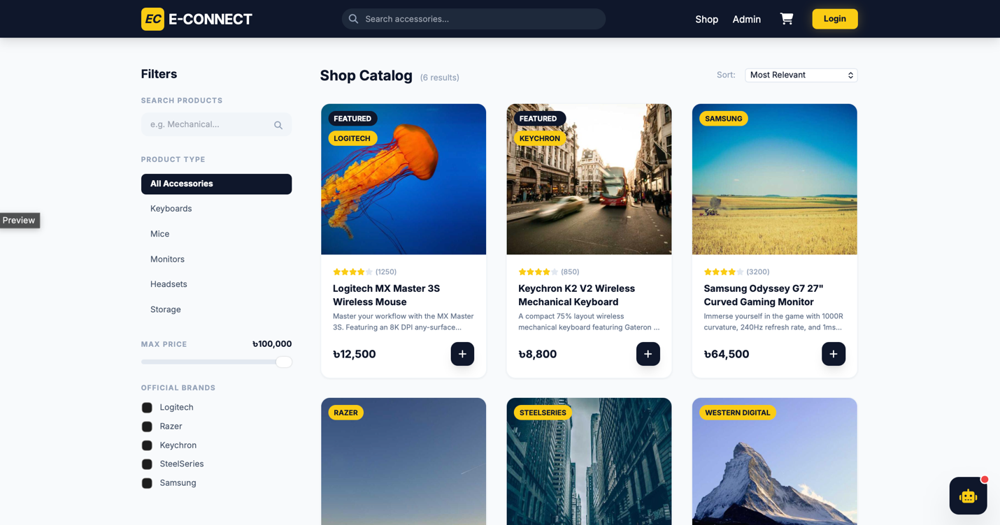 EC E-CONNECT
Search accessories...
Shop
Admin
Login
Filters
SEARCH PRODUCTS
e.g. Mechanical...
PRODUCT TYPE
All Accessories
Keyboards
Mice
Monitors
Headsets
Storage
MAX PRICE
৳100,000
OFFICIAL BRANDS
Logitech
Razer
Keychron
SteelSeries
Samsung
Preview
Shop Catalog (6 results)
Sort: Most Relevant
FEATURED
LOGITECH
(1250)
Logitech MX Master 3S
Wireless Mouse
Master your workflow with the MX Master
3S. Featuring an 8K DPI any-surface...
৳12,500
+
FEATURED
KEYCHRON
(850)
Keychron K2 V2 Wireless
Mechanical Keyboard
A compact 75% layout wireless
mechanical keyboard featuring Gateron ...
৳8,800
+
SAMSUNG
(3200)
Samsung Odyssey G7 27"
Curved Gaming Monitor
Immerse yourself in the game with 1000R
curvature, 240Hz refresh rate, and 1ms...
৳64,500
+
RAZER
STEELSERIES
WESTERN DIGITAL